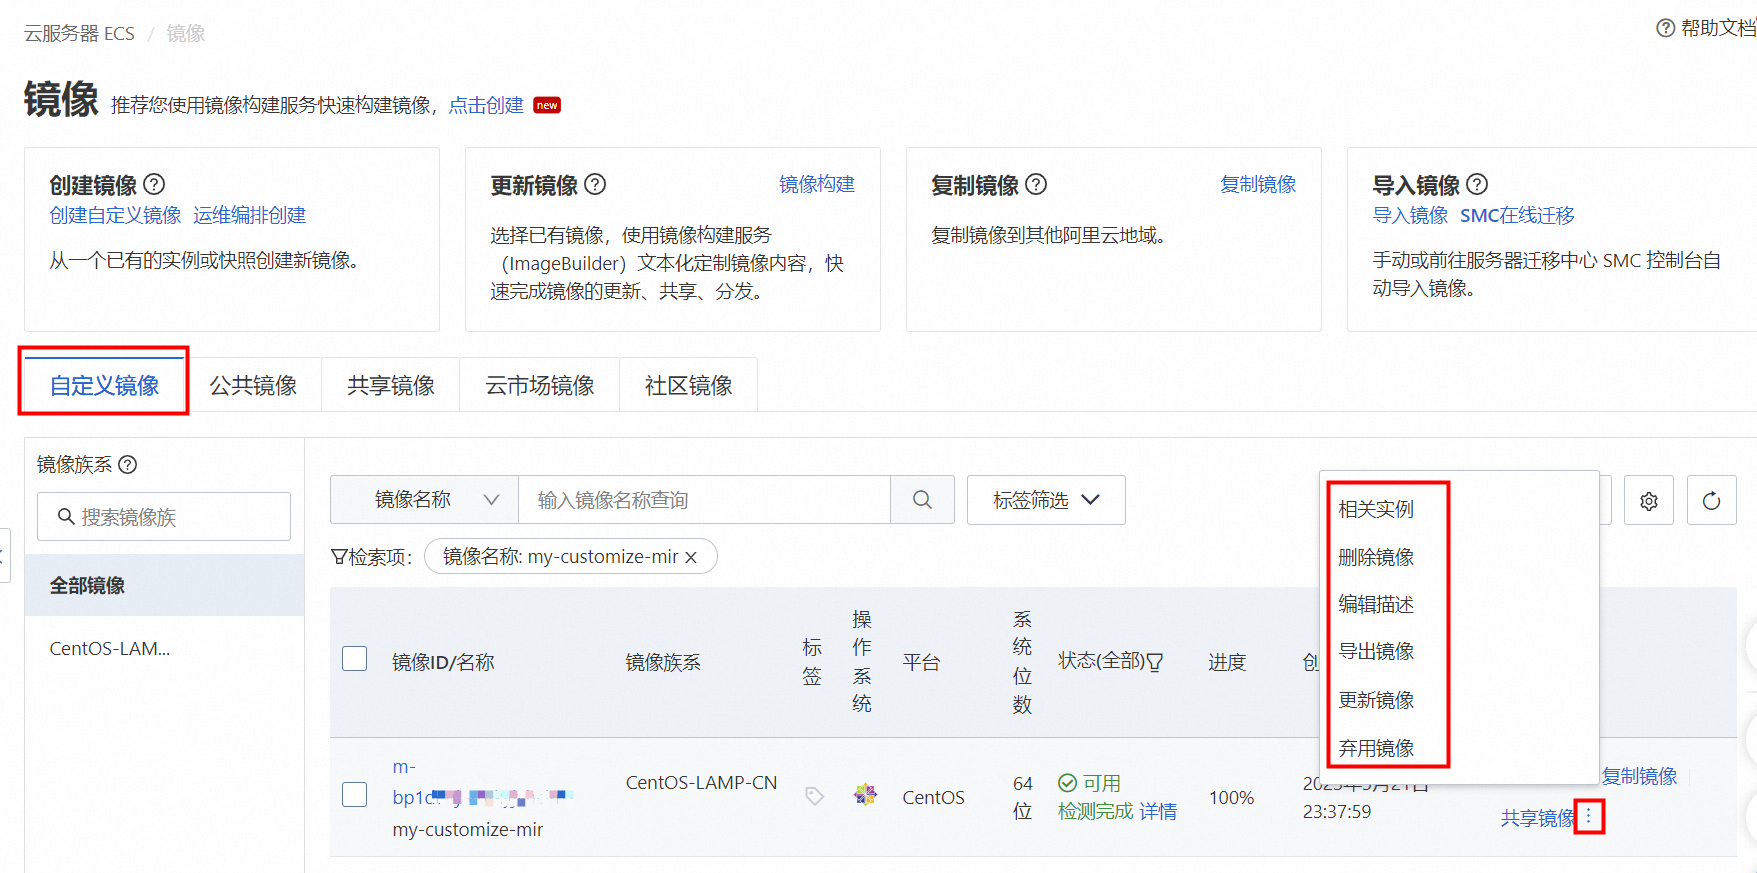 云服务器 ECS / 镜像
帮助文档
镜像 推荐您使用镜像构建服务快速构建镜像，点击创建 new
创建镜像
创建自定义镜像 运维编排创建
从一个已有的实例或快照创建新镜像。
更新镜像 镜像构建
选择已有镜像，使用镜像构建服务
（ImageBuilder）文本化定制镜像内容，快
速完成镜像的更新、共享、分发。
复制镜像 复制镜像
复制镜像到其他阿里云地域。
导入镜像
导入镜像 SMC在线迁移
手动或前往服务器迁移中心 SMC 控制台自
动导入镜像。
自定义镜像 公共镜像 共享镜像 云市场镜像 社区镜像
镜像族系
搜索镜像族
全部镜像
CentOS-LAM...
镜像名称 输入镜像名称查询 标签筛选
检索项： 镜像名称: my-customize-mir
镜像ID/名称 镜像族系 标签 操作系统 平台 系统位数 状态(全部) 进度 创
m-
bp1
my-customize-mir
CentOS-LAMP-CN
CentOS
64
位
可用
检测完成 详情
100%
23:37:59
复制镜像
共享镜像
相关实例
删除镜像
编辑描述
导出镜像
更新镜像
弃用镜像